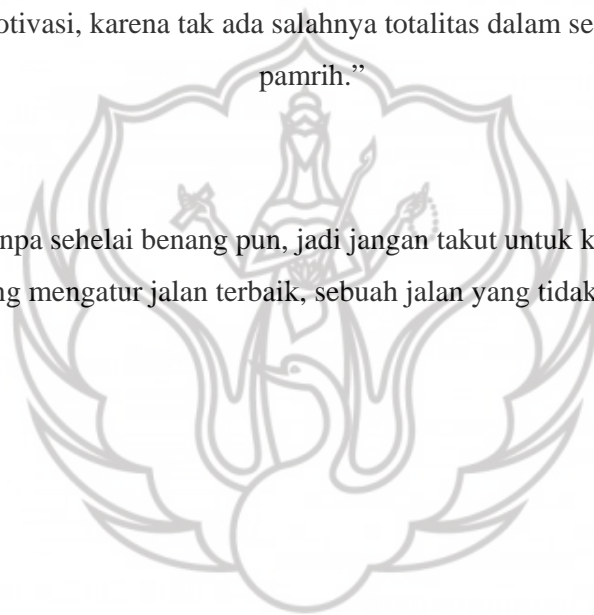 otivasi, karena tak ada salahnya totalitas dalam se
pamrih.”
npa sehelai benang pun, jadi jangan takut untuk k
ng mengatur jalan terbaik, sebuah jalan yang tidak